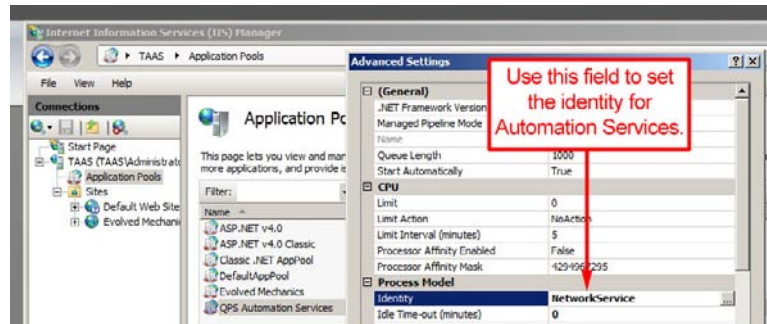 Internet Information Services (IIS) Manager
TAAS
Application Pools
File View Help
Connections
Start Page
TAAS (TAAS\Administrat
Application Pools
Sites
Default Web Site
Evolved Mechani
Application Po
This page lets you view and man
more applications, and provide is
Filter:
Name
ASP.NET v4.0
ASP.NET v4.0 Classic
Classic .NET AppPool
DefaultAppPool
Evolved Mechanics
QPS Automation Services
Advanced Settings
(General)
.NET Framework Version
Managed Pipeline Mode
Name
Queue Length 1000
Start Automatically True
CPU
Limit 0
Limit Action NoAction
Limit Interval (minutes) 5
Processor Affinity Enabled False
Processor Affinity Mask 4294967295
Process Model
Identity NetworkService ...
Idle Time-out (minutes) 0
Use this field to set
the identity for
Automation Services.